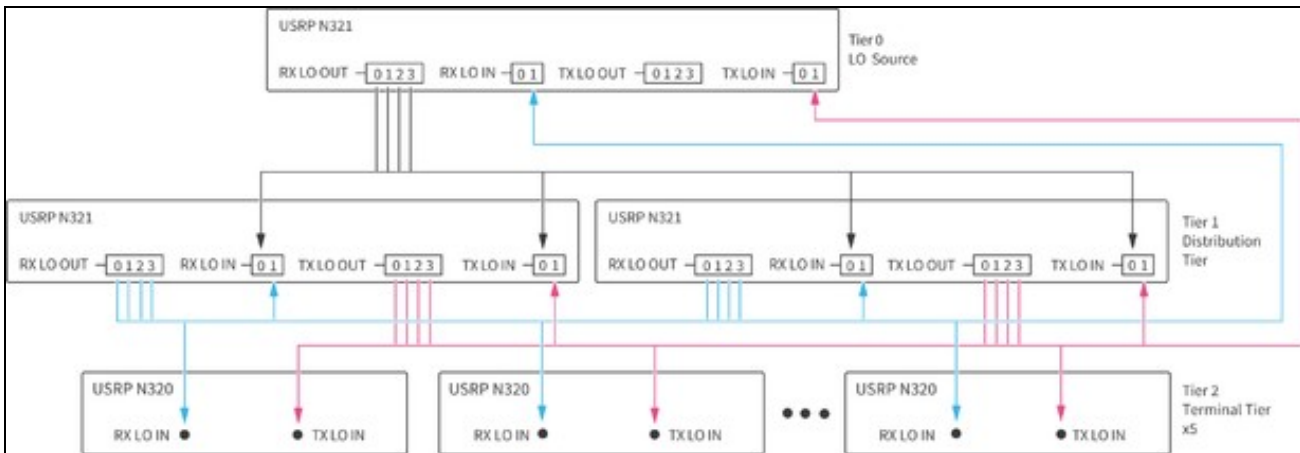 USRP N321
RX LO OUT 0 1 2 3 RX LO IN 0 1 TX LO OUT 0 1 2 3 TX LO IN 0 1
Tier 0
LO Source
USRP N321
RX LO OUT 0 1 2 3 RX LO IN 0 1 TX LO OUT 0 1 2 3 TX LO IN 0 1
USRP N321
RX LO OUT 0 1 2 3 RX LO IN 0 1 TX LO OUT 0 1 2 3 TX LO IN 0 1
Tier 1
Distribution
Tier
USRP N320
RX LO IN TX LO IN
USRP N320
RX LO IN TX LO IN
USRP N320
RX LO IN TX LO IN
Tier 2
Terminal Tier
x5